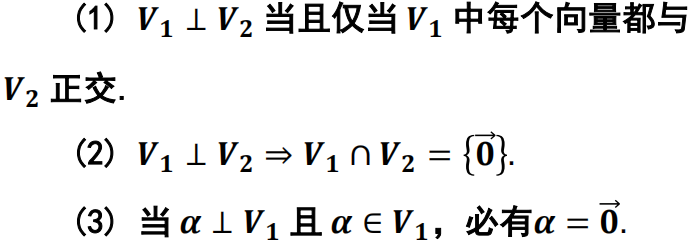 (1) V₁ ⊥ V₂ 当且仅当 V₁ 中每个向量都与
V₂ 正交.
(2) V₁ ⊥ V₂ ⇒ V₁ ∩ V₂ = {0⃗}.
(3) 当 α ⊥ V₁ 且 α ∈ V₁，必有α = 0⃗.